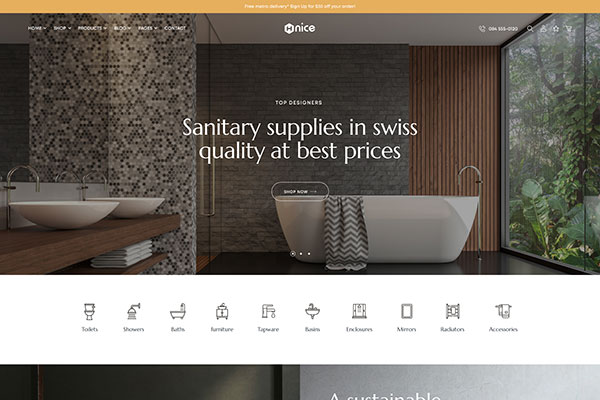 Free metro delivery* Sign Up for $20 off your order!
HOME
SHOP
PRODUCTS
BLOG
PAGES
CONTACT
Hnice
084 555-0120
TOP DESIGNERS
Sanitary supplies in swiss
quality at best prices
SHOP NOW
Toilets
Showers
Baths
Furniture
Tapware
Basins
Enclosures
Mirrors
Radiators
Accessories
A sustainable